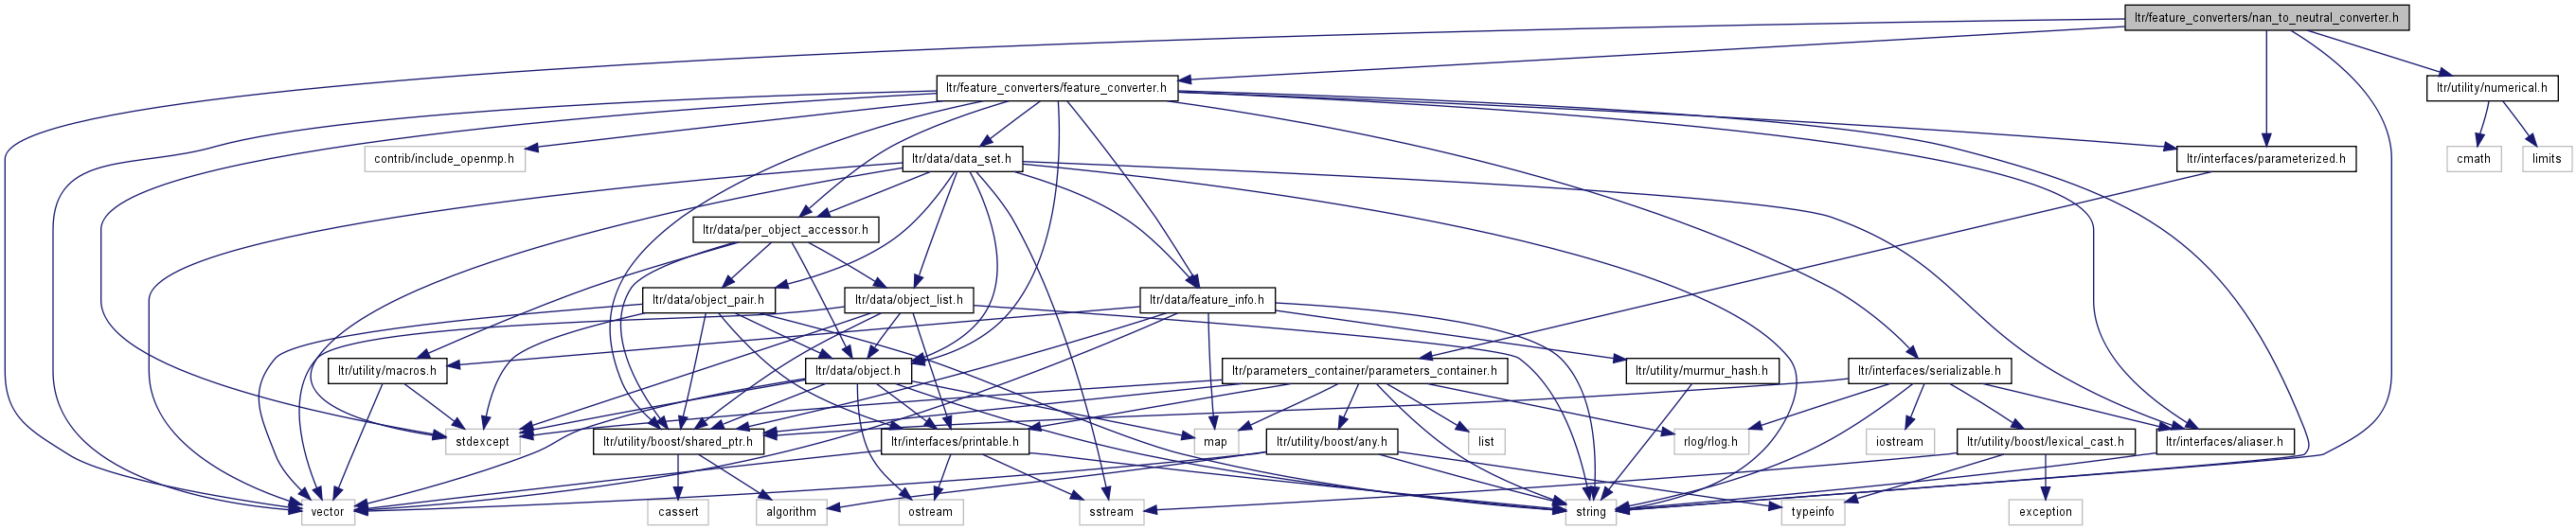 ltr/feature_converters/nan_to_neutral_converter.h
ltr/feature_converters/feature_converter.h
ltr/utility/numerical.h
contrib/include_openmp.h
ltr/data/data_set.h
ltr/interfaces/parameterized.h
cmath
limits
ltr/data/per_object_accessor.h
ltr/data/object_pair.h
ltr/data/object_list.h
ltr/data/feature_info.h
ltr/utility/macros.h
ltr/data/object.h
ltr/parameters_container/parameters_container.h
ltr/utility/murmur_hash.h
ltr/interfaces/serializable.h
stdexcept
ltr/utility/boost/shared_ptr.h
ltr/interfaces/printable.h
map
ltr/utility/boost/any.h
list
rlog/rlog.h
iostream
ltr/utility/boost/lexical_cast.h
ltr/interfaces/aliaser.h
vector
cassert
algorithm
ostream
sstream
string
typeinfo
exception